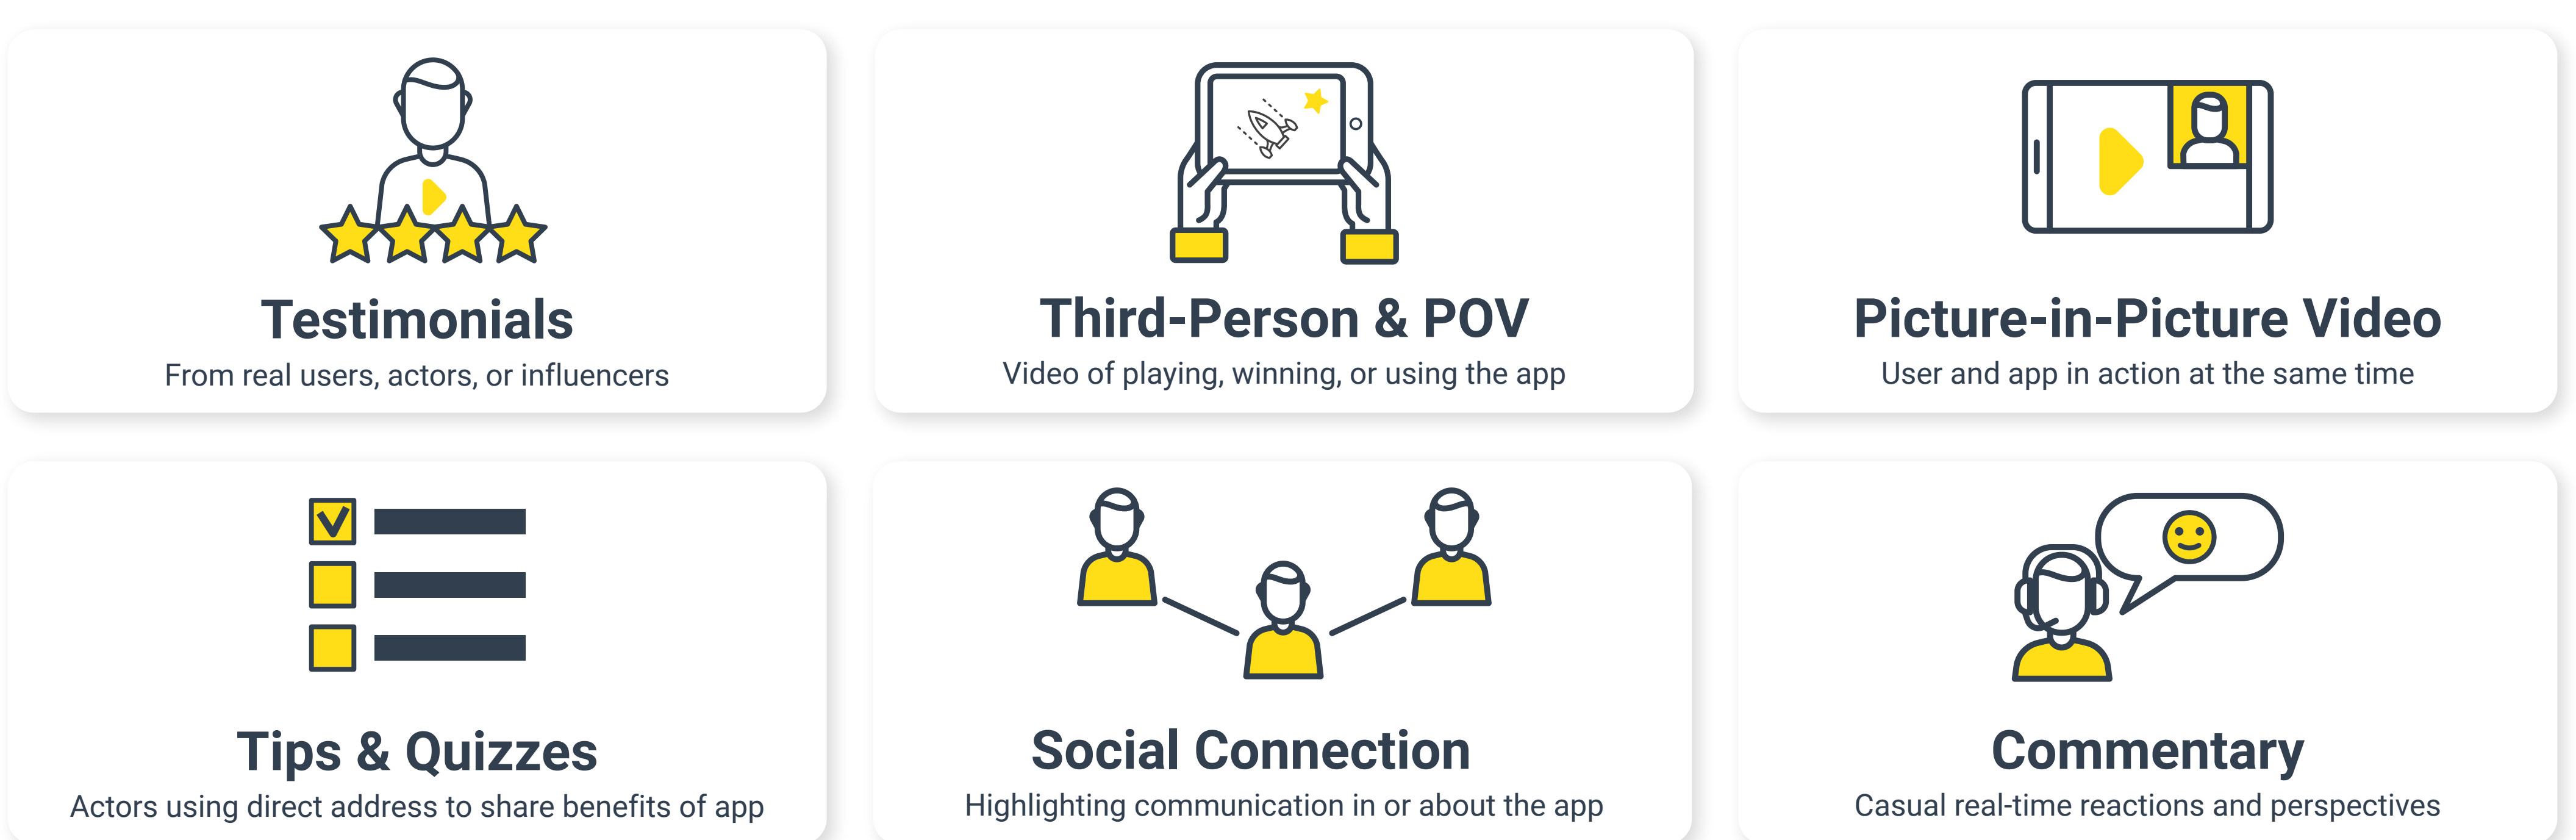 Testimonials
From real users, actors, or influencers
Third-Person & POV
Video of playing, winning, or using the app
Picture-in-Picture Video
User and app in action at the same time
Tips & Quizzes
Actors using direct address to share benefits of app
Social Connection
Highlighting communication in or about the app
Commentary
Casual real-time reactions and perspectives